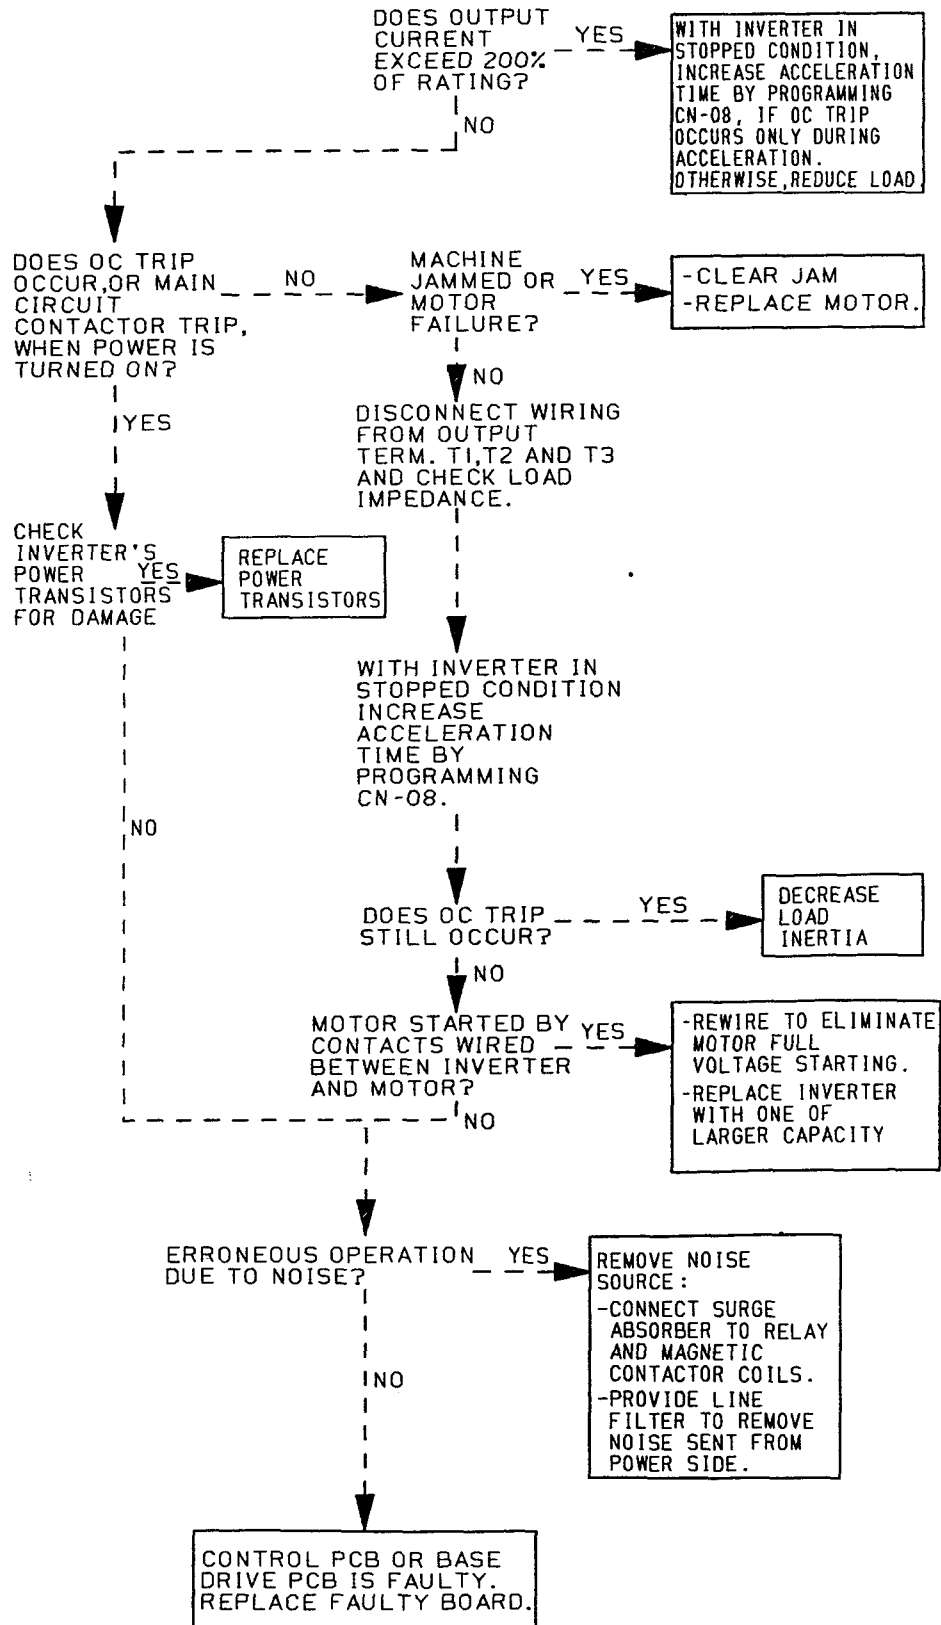 DOES OUTPUT
CURRENT
EXCEED 200%
OF RATING?
YES
WITH INVERTER IN
STOPPED CONDITION,
INCREASE ACCELERATION
TIME BY PROGRAMMING
CN-08, IF OC TRIP
OCCURS ONLY DURING
ACCELERATION.
OTHERWISE,REDUCE LOAD
NO
DOES OC TRIP
OCCUR,OR MAIN
CIRCUIT
CONTACTOR TRIP,
WHEN POWER IS
TURNED ON?
NO
MACHINE
JAMMED OR
MOTOR
FAILURE?
YES
-CLEAR JAM
-REPLACE MOTOR.
YES
NO
DISCONNECT WIRING
FROM OUTPUT
TERM. T1,T2 AND T3
AND CHECK LOAD
IMPEDANCE.
CHECK
INVERTER'S
POWER
TRANSISTORS
FOR DAMAGE
YES
REPLACE
POWER
TRANSISTORS
WITH INVERTER IN
STOPPED CONDITION
INCREASE
ACCELERATION
TIME BY
PROGRAMMING
CN-08.
NO
DOES OC TRIP
STILL OCCUR?
YES
DECREASE
LOAD
INERTIA
NO
MOTOR STARTED BY
CONTACTS WIRED
BETWEEN INVERTER
AND MOTOR?
YES
-REWIRE TO ELIMINATE
MOTOR FULL
VOLTAGE STARTING.
-REPLACE INVERTER
WITH ONE OF
LARGER CAPACITY
NO
ERRONEOUS OPERATION
DUE TO NOISE?
YES
REMOVE NOISE
SOURCE:
-CONNECT SURGE
ABSORBER TO RELAY
AND MAGNETIC
CONTACTOR COILS.
-PROVIDE LINE
FILTER TO REMOVE
NOISE SENT FROM
POWER SIDE.
NO
CONTROL PCB OR BASE
DRIVE PCB IS FAULTY.
REPLACE FAULTY BOARD.